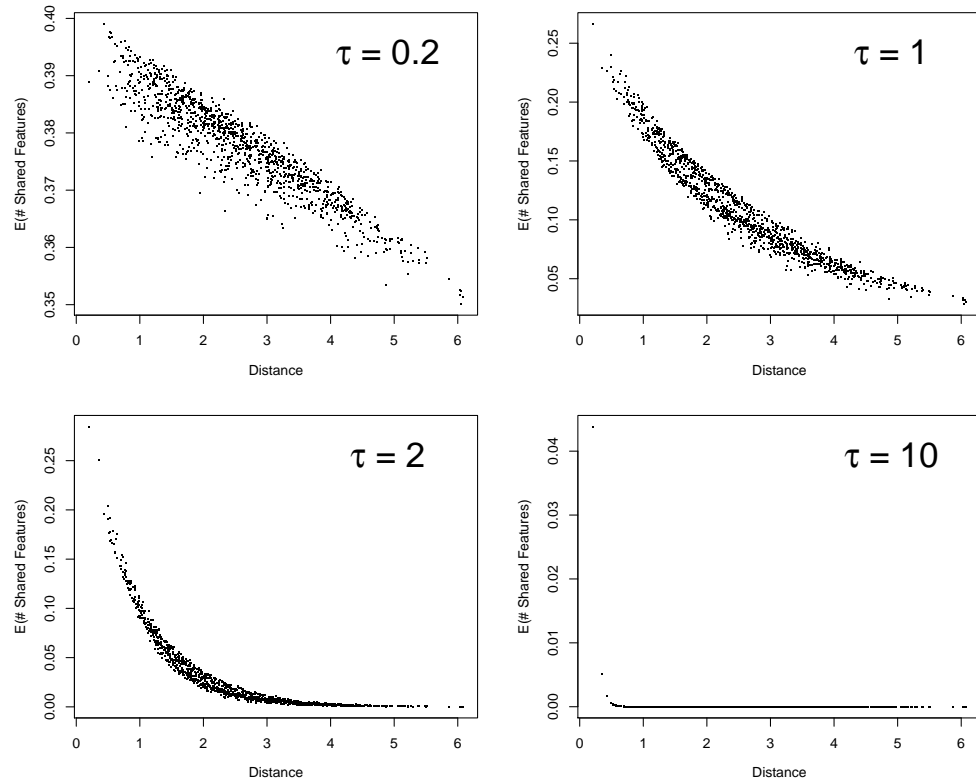 τ = 0.2
E(# Shared Features)
0.40
0.39
0.38
0.37
0.36
0.35
0 1 2 3 4 5 6
Distance
τ = 1
E(# Shared Features)
0.25
0.20
0.15
0.10
0.05
0 1 2 3 4 5 6
Distance
τ = 2
E(# Shared Features)
0.25
0.20
0.15
0.10
0.05
0.00
0 1 2 3 4 5 6
Distance
τ = 10
E(# Shared Features)
0.04
0.03
0.02
0.01
0.00
0 1 2 3 4 5 6
Distance